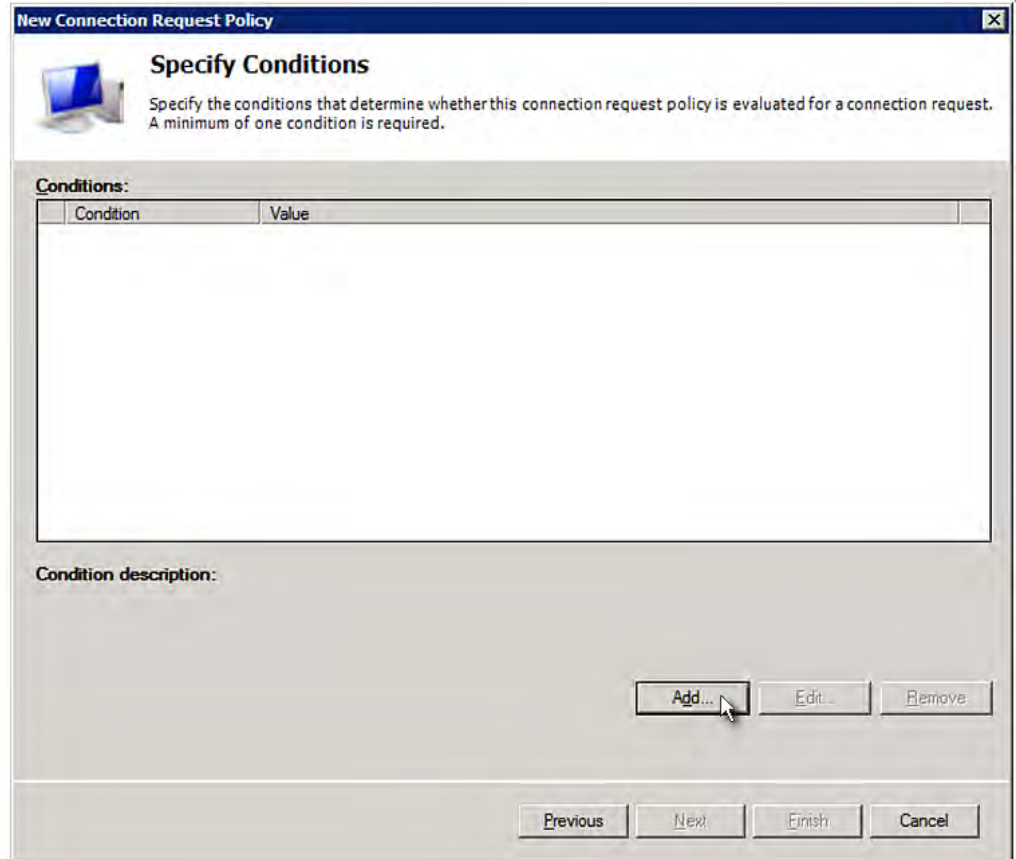 New Connection Request Policy
Specify Conditions
Specify the conditions that determine whether this connection request policy is evaluated for a connection request.
A minimum of one condition is required.
Conditions:
Condition Value
Condition description:
Add... Edit... Remove
Previous Next Finish Cancel